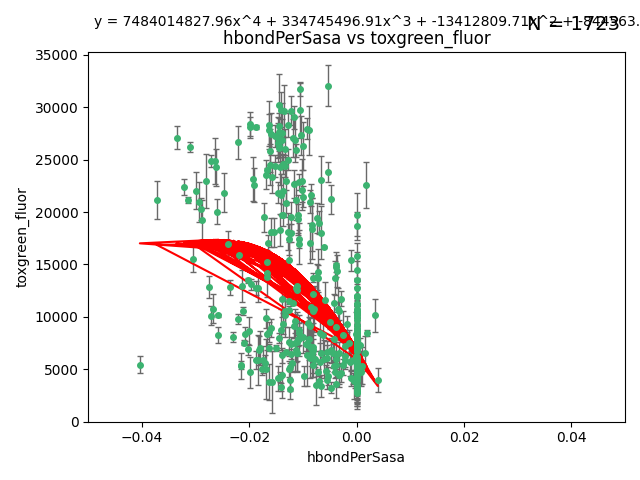 y = 7484014827.96x^4 + 334745496.91x^3 + -13412809.71x^2 +
N = 1723
hbondPerSasa vs toxgreen_fluor
35000
30000
25000
20000
15000
10000
5000
0
toxgreen_fluor
−0.04
−0.02
0.00
0.02
0.04
hbondPerSasa